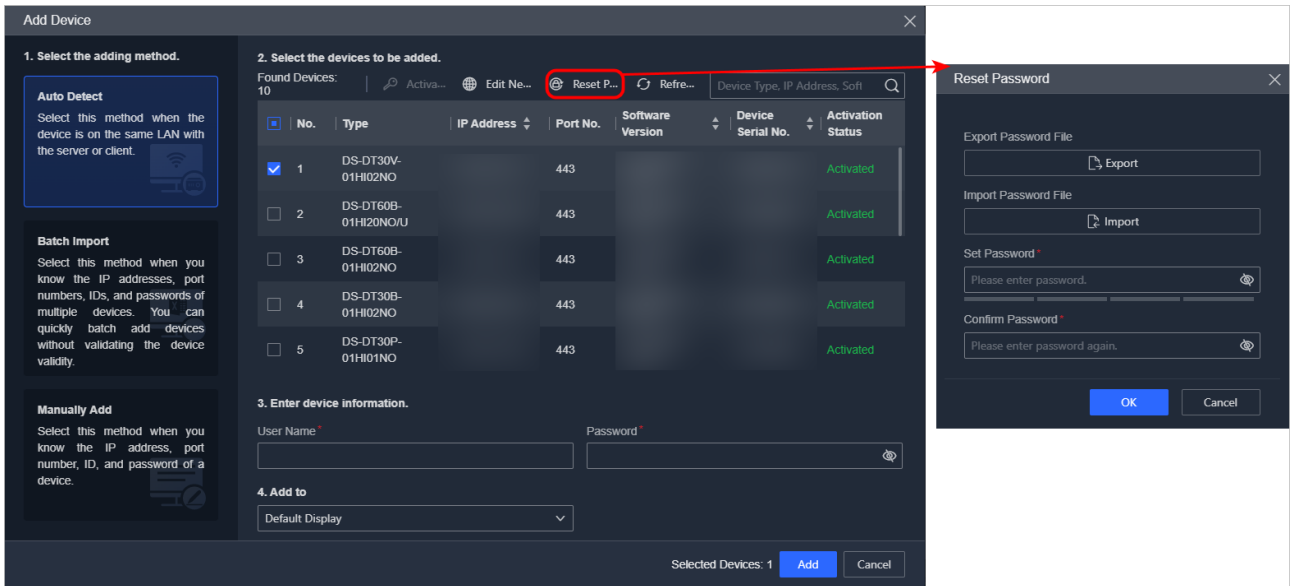 Add Device
1. Select the adding method.
Auto Detect
Select this method when the
device is on the same LAN with
the server or client.
Batch Import
Select this method when you
know the IP addresses, port
numbers, IDs, and passwords of
multiple devices. You can
quickly batch add devices
without validating the device
validity.
Manually Add
Select this method when you
know the IP address, port
number, ID, and password of a
device.
2. Select the devices to be added.
Found Devices:
10
Activa...
Edit Ne...
Reset P...
Refre...
Device Type, IP Address, Soft
No. Type IP Address Port No. Software Version Device Serial No. Activation Status
1 DS-DT30V-01HI02NO 443 Activated
2 DS-DT60B-01HI20NO/U 443 Activated
3 DS-DT60B-01HI02NO 443 Activated
4 DS-DT30B-01HI02NO 443 Activated
5 DS-DT30P-01HI01NO 443 Activated
3. Enter device information.
User Name* Password*
4. Add to
Default Display
Selected Devices: 1 Add Cancel
Reset Password
Export Password File
Export
Import Password File
Import
Set Password*
Please enter password.
Confirm Password*
Please enter password again.
OK Cancel